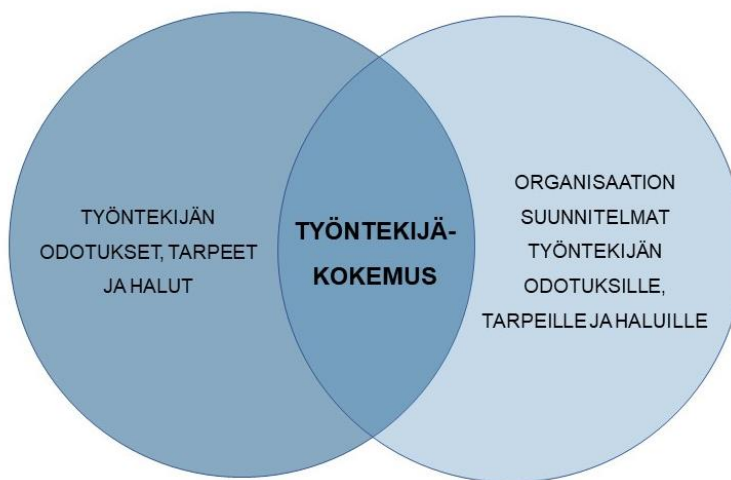 TYÖNTEKIJÄN
ODOTUKSET, TARPEET
JA HALUT
TYÖNTEKIJÄ-
KOKEMUS
ORGANISAATION
SUUNNITELMAT
TYÖNTEKIJÄN
ODOTUKSILLE,
TARPEILLE JA HALUILLE